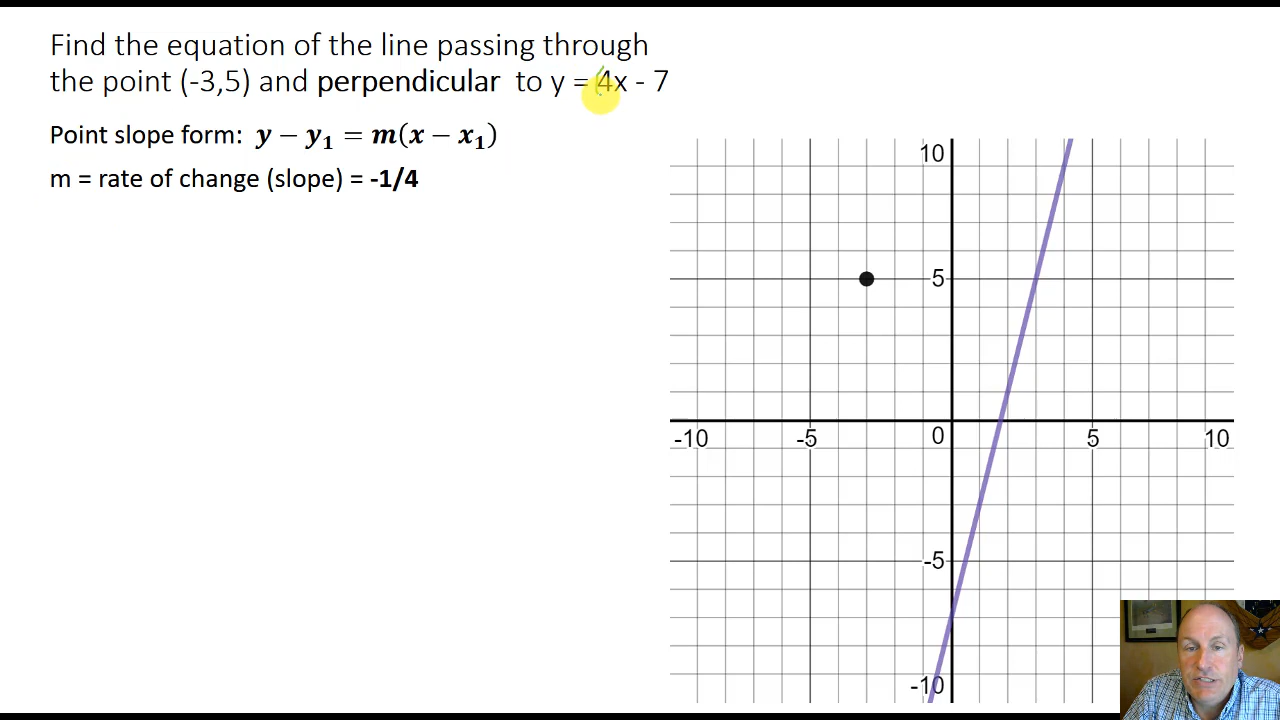 Find the equation of the line passing through
the point (-3,5) and perpendicular to y = 4x - 7
Point slope form: y − y₁ = m(x − x₁)
m = rate of change (slope) = -1/4
10
5
-10 -5 0 5 10
-5
-10